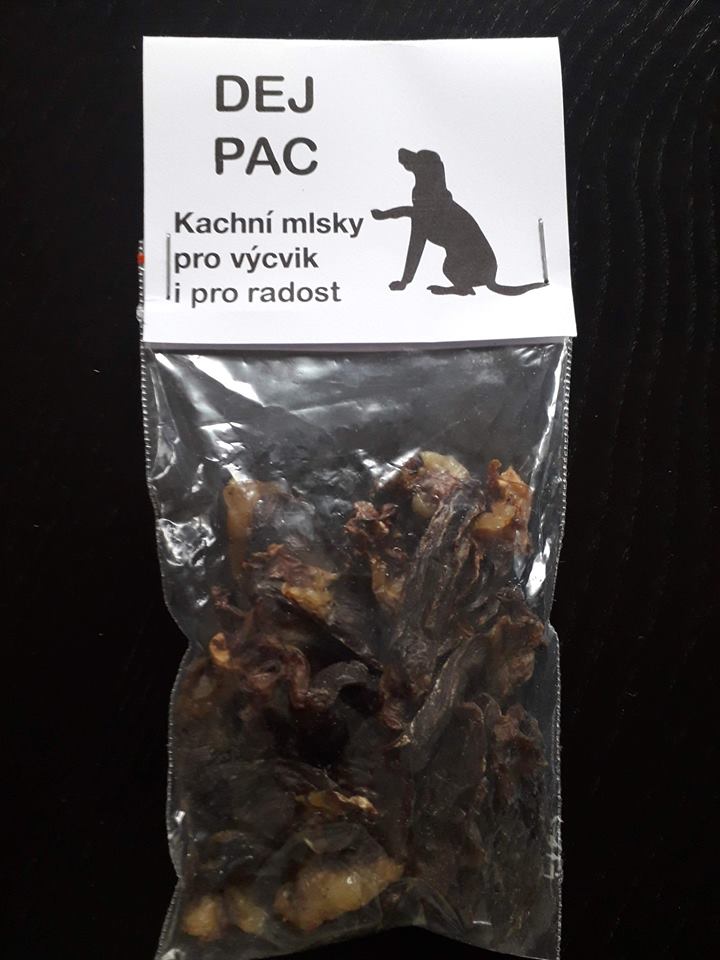 DEJ
PAC
Kachní mlsky
pro výcvik
i pro radost